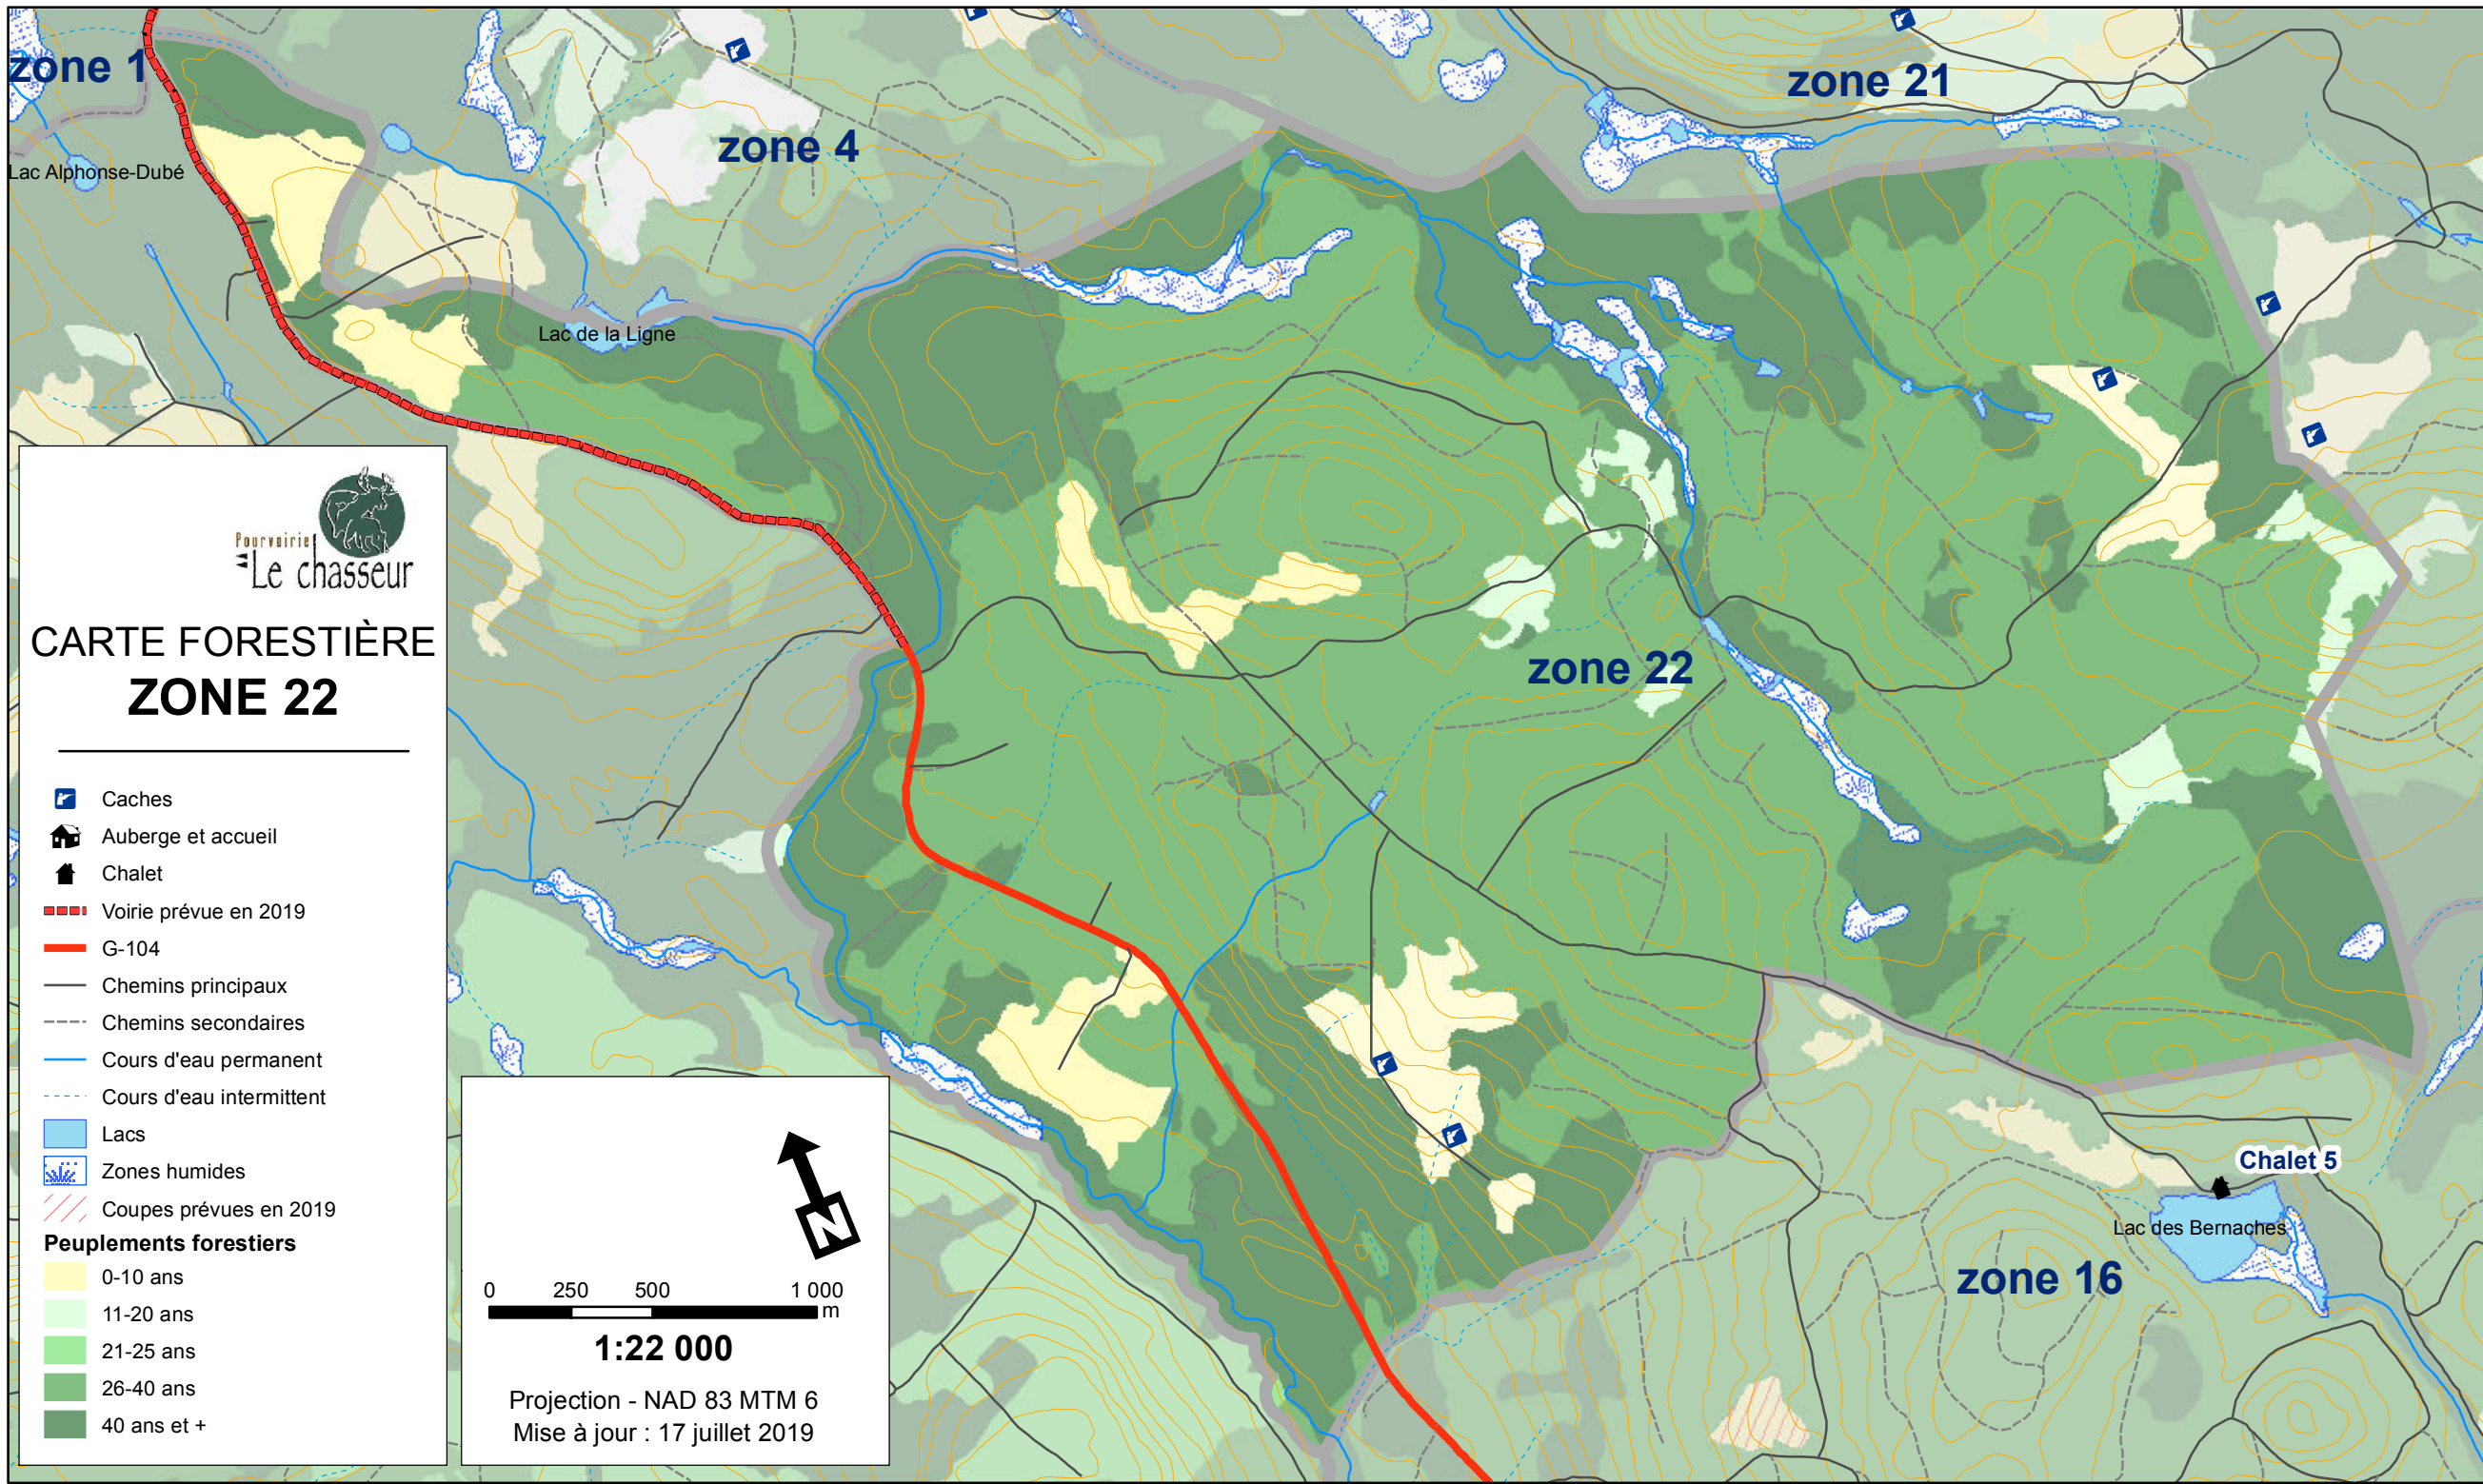 zone 1
Lac Alphonse-Dubé
zone 4
zone 21
Lac de la Ligne
zone 22
zone 16
Chalet 5
Lac des Bernaches
Pourvoirie
Le chasseur
CARTE FORESTIÈRE
ZONE 22
Caches
Auberge et accueil
Chalet
Voirie prévue en 2019
G-104
Chemins principaux
Chemins secondaires
Cours d'eau permanent
Cours d'eau intermittent
Lacs
Zones humides
Coupes prévues en 2019
Peuplements forestiers
0-10 ans
11-20 ans
21-25 ans
26-40 ans
40 ans et +
N
0 250 500 1 000
m
1:22 000
Projection - NAD 83 MTM 6
Mise à jour : 17 juillet 2019